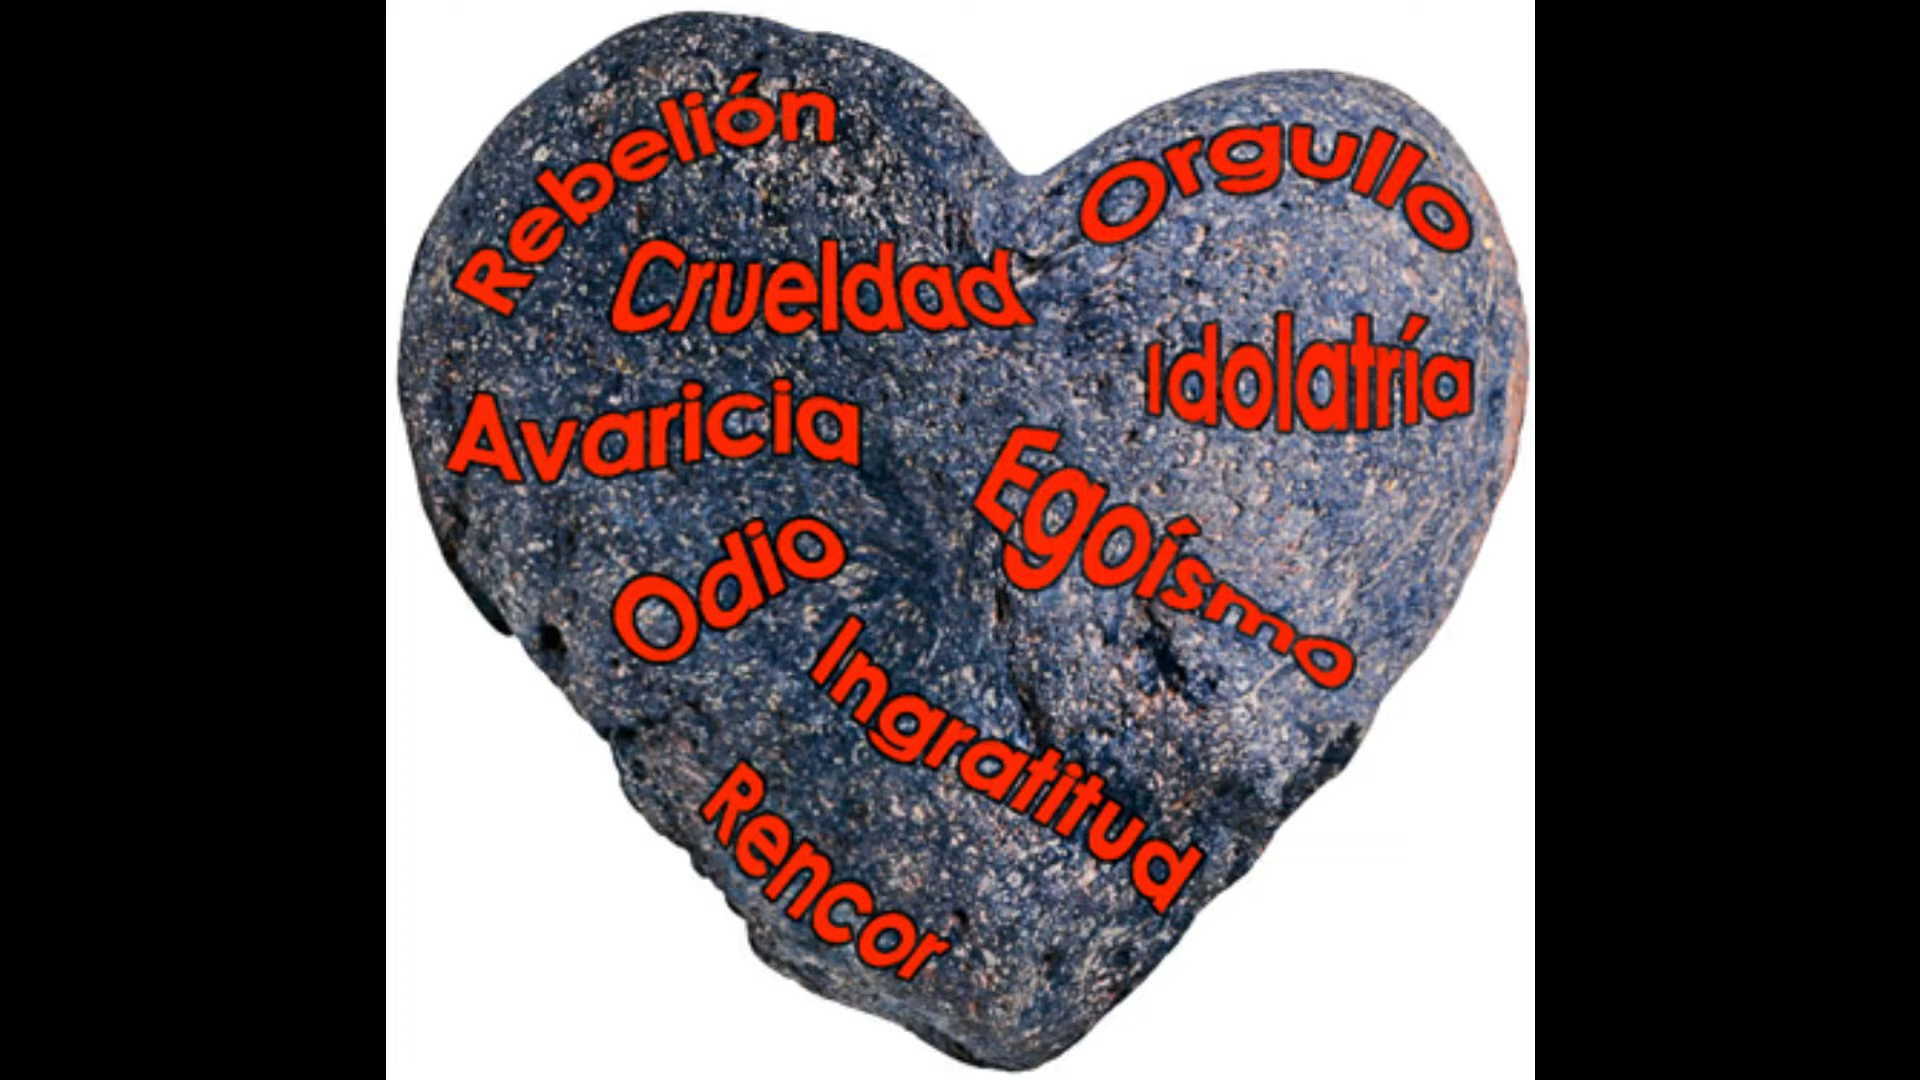 Rebelión
Orgullo
Crueldad
Idolatría
Avaricia
Egoísmo
Odio
Ingratitud
Rencor